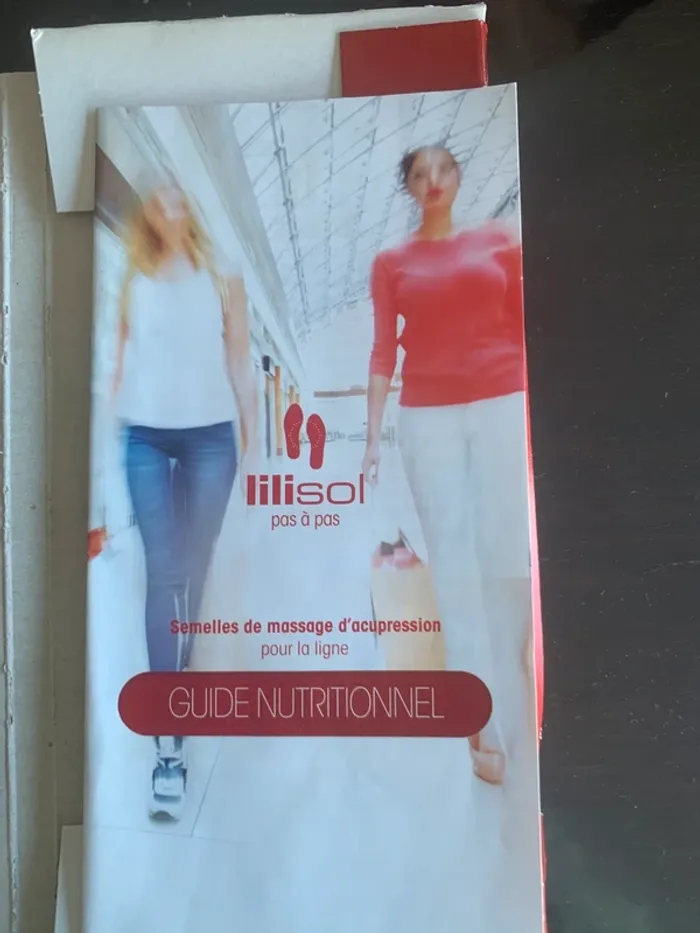 lilisol
pas à pas
Semelles de massage d'acupression
pour la ligne
GUIDE NUTRITIONNEL